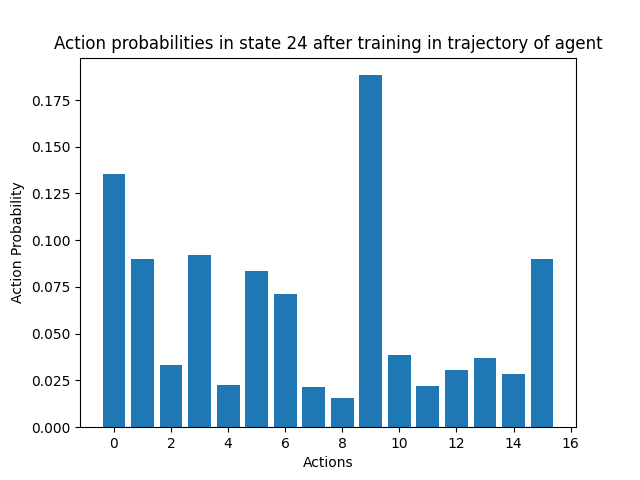 Action probabilities in state 24 after training in trajectory of agent
0.175
0.150
0.125
0.100
0.075
0.050
0.025
0.000
Action Probability
0 2 4 6 8 10 12 14 16
Actions